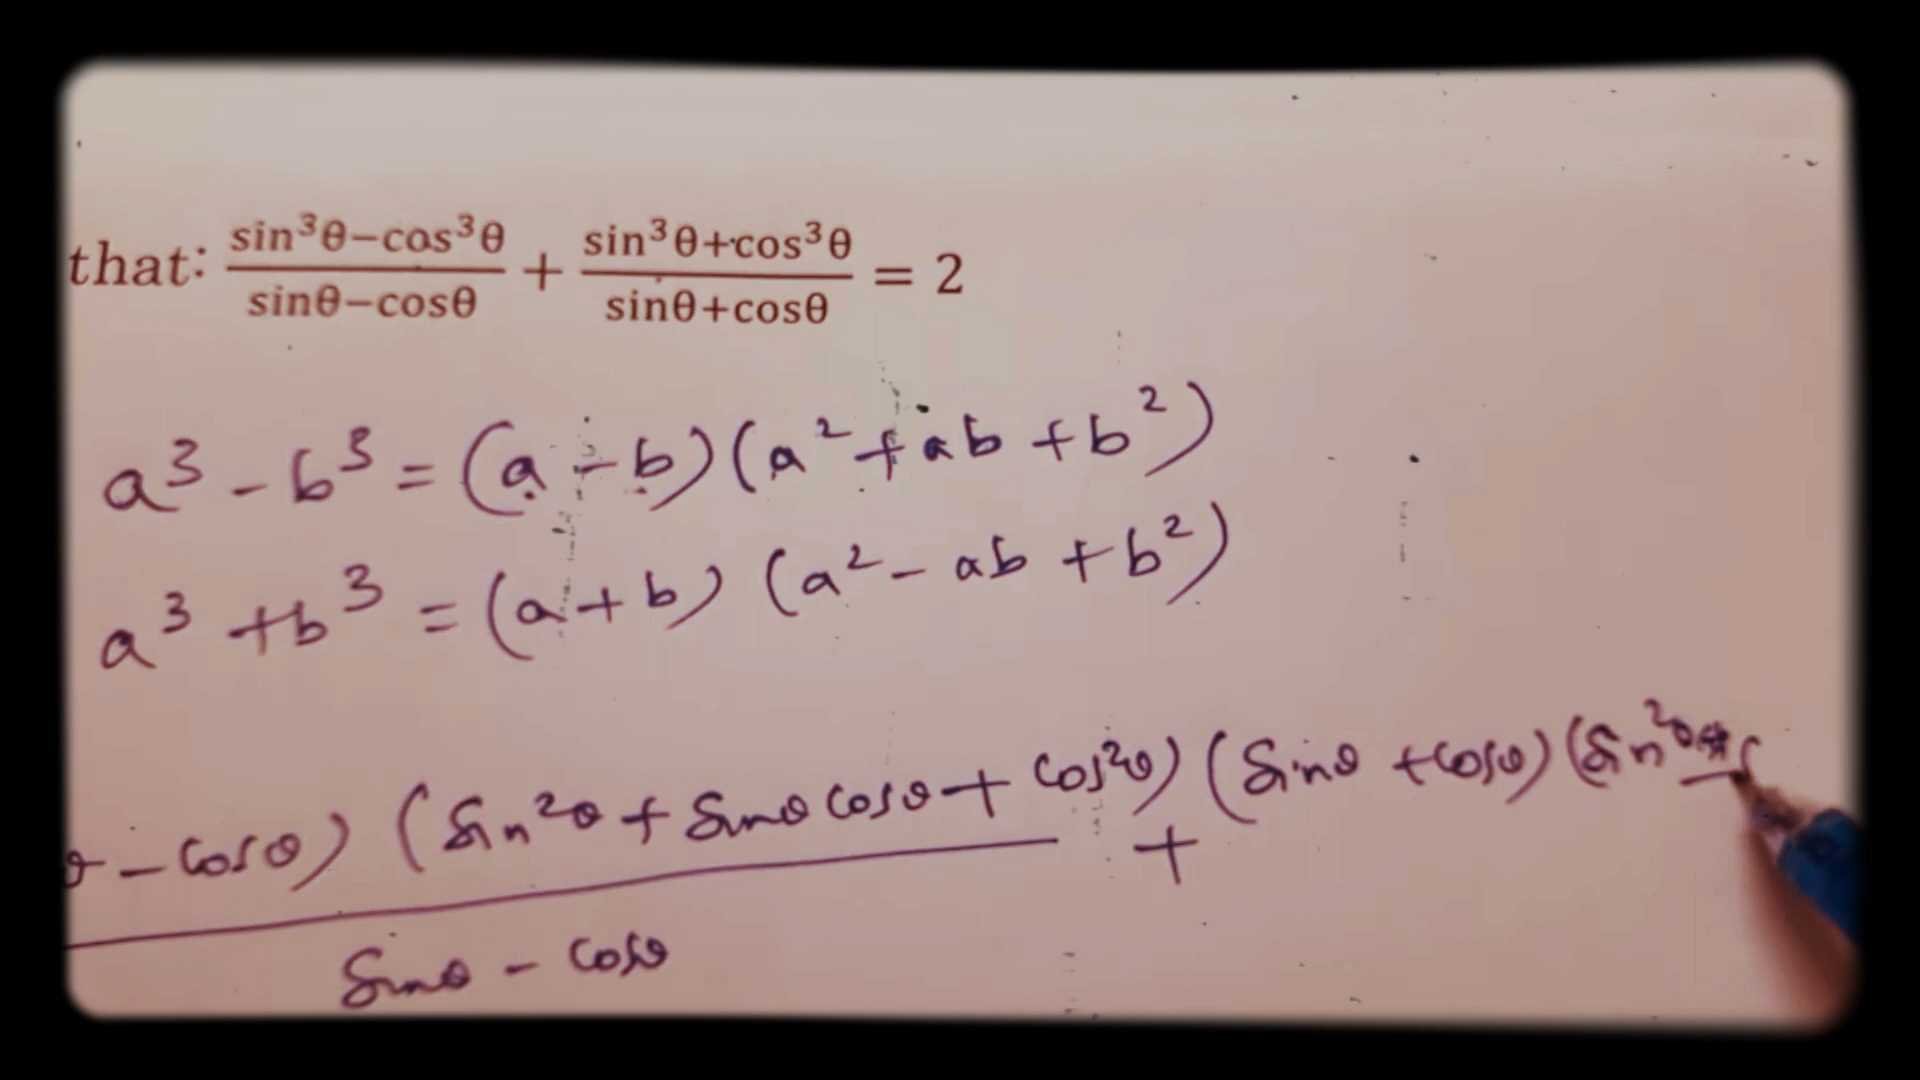 that: sin³θ−cos³θ / sinθ−cosθ + sin³θ+cos³θ / sinθ+cosθ = 2
a³ - b³ = (a - b)(a² + ab + b²)
a³ + b³ = (a + b) (a² - ab + b²)
θ - cosθ) (sin²θ + sinθ cosθ + cos²θ) + (sinθ + cosθ) (sin²θ
sinθ - cosθ